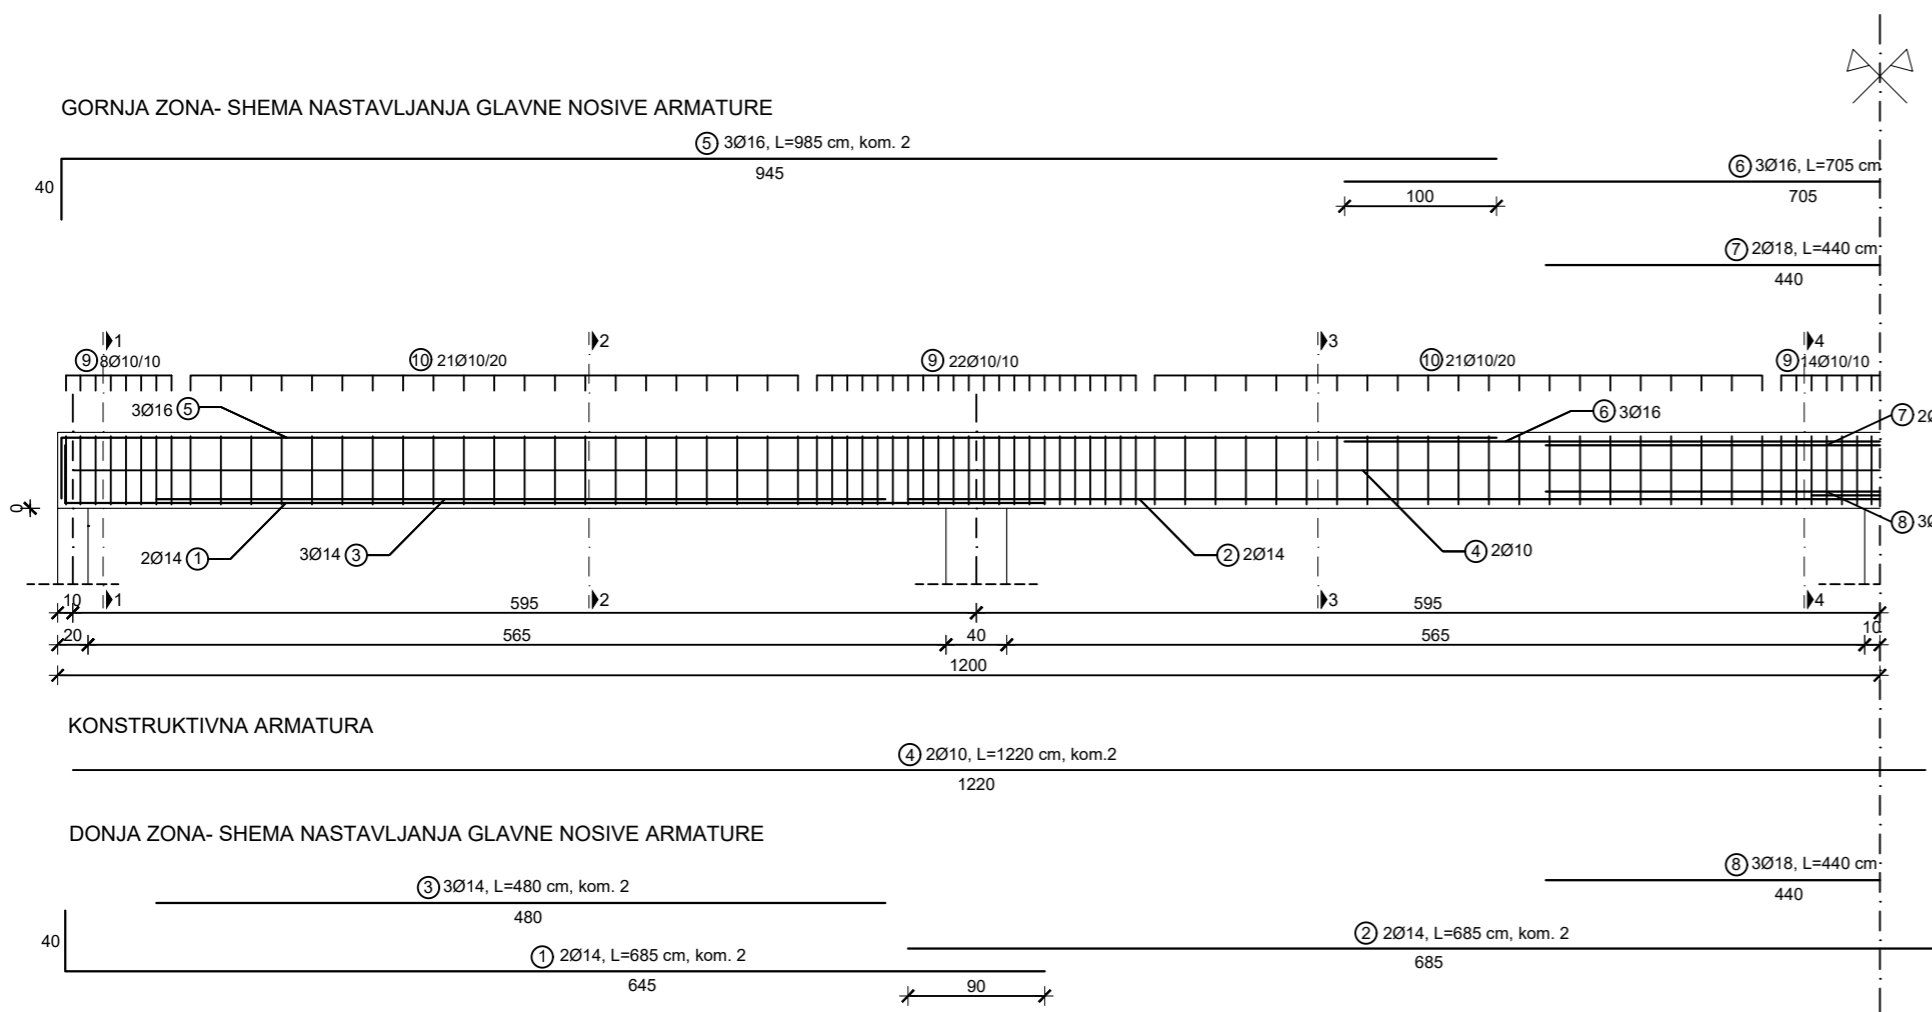 GORNJA ZONA- SHEMA NASTAVLJANJA GLAVNE NOSIVE ARMATURE
5 3Ø16, L=985 cm, kom. 2
945
40
6 3Ø16, L=705 cm
705
100
7 2Ø18, L=440 cm
440
1 2 3 4
9 8Ø10/10 10 21Ø10/20 9 22Ø10/10 10 21Ø10/20 9 14Ø10/10
3Ø16 5 6 3Ø16 7 2Ø
0
2Ø14 1 3Ø14 3 2 2Ø14 4 2Ø10 8 3Ø
1 2 3 4
10 595 595
20 565 40 565 10
1200
KONSTRUKTIVNA ARMATURA
4 2Ø10, L=1220 cm, kom.2
1220
DONJA ZONA- SHEMA NASTAVLJANJA GLAVNE NOSIVE ARMATURE
8 3Ø18, L=440 cm
440
3 3Ø14, L=480 cm, kom. 2
480
40
2 2Ø14, L=685 cm, kom. 2
685
1 2Ø14, L=685 cm, kom. 2
645
90